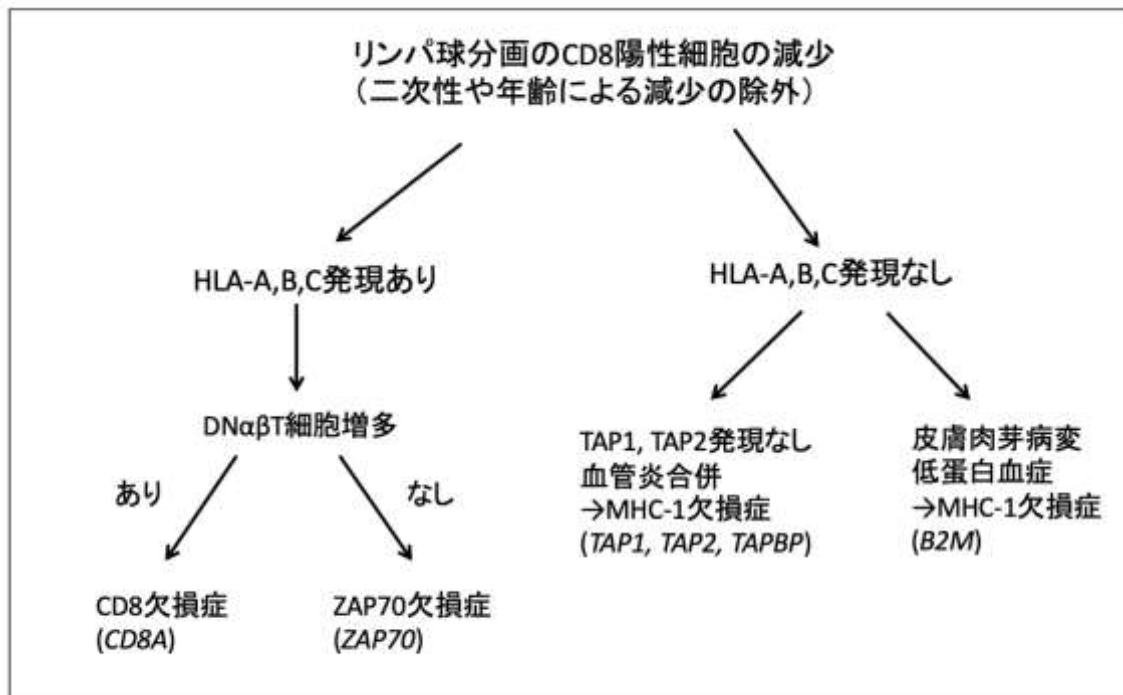 リンパ球分画のCD8陽性細胞の減少
（二次性や年齢による減少の除外）
HLA-A,B,C発現あり
HLA-A,B,C発現なし
DNαβT細胞増多
あり
なし
CD8欠損症
(CD8A)
ZAP70欠損症
(ZAP70)
TAP1, TAP2発現なし
血管炎合併
→MHC-1欠損症
(TAP1, TAP2, TAPBP)
皮膚肉芽病変
低蛋白血症
→MHC-1欠損症
(B2M)